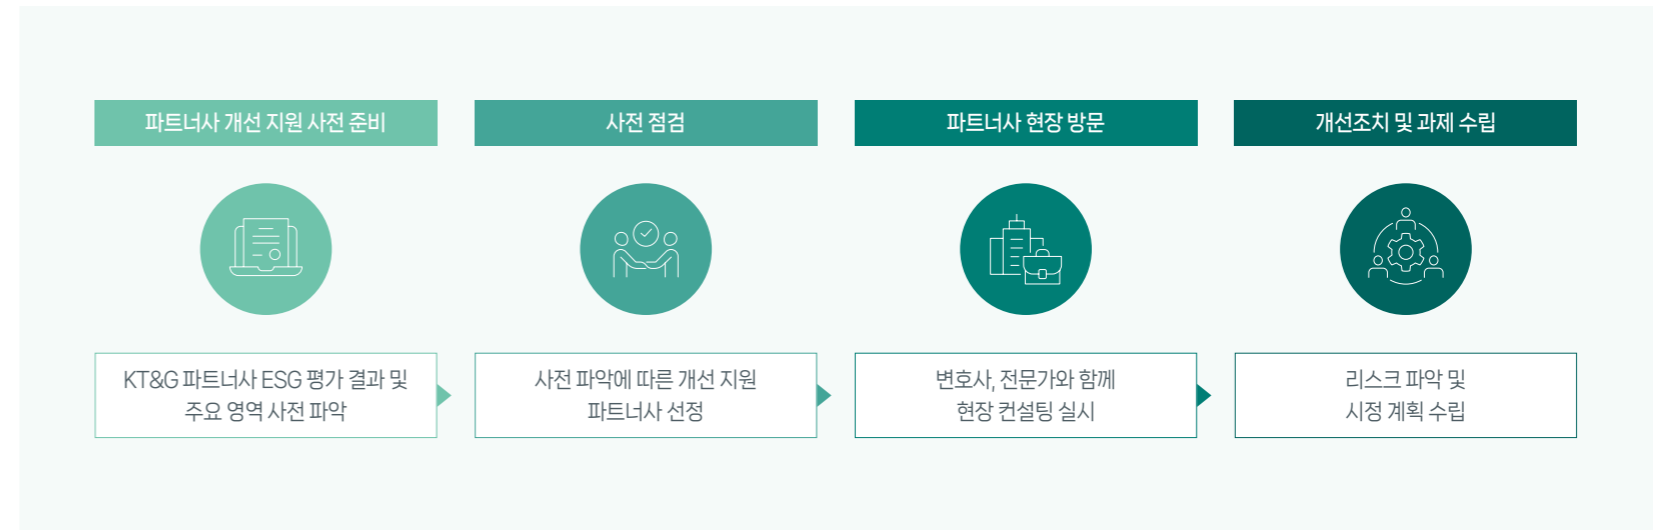 파트너사 개선 지원 사전 준비
사전 점검
파트너사 현장 방문
개선조치 및 과제 수립
KT&G 파트너사 ESG 평가 결과 및
주요 영역 사전 파악
사전 파악에 따른 개선 지원
파트너사 선정
변호사, 전문가와 함께
현장 컨설팅 실시
리스크 파악 및
시정 계획 수립